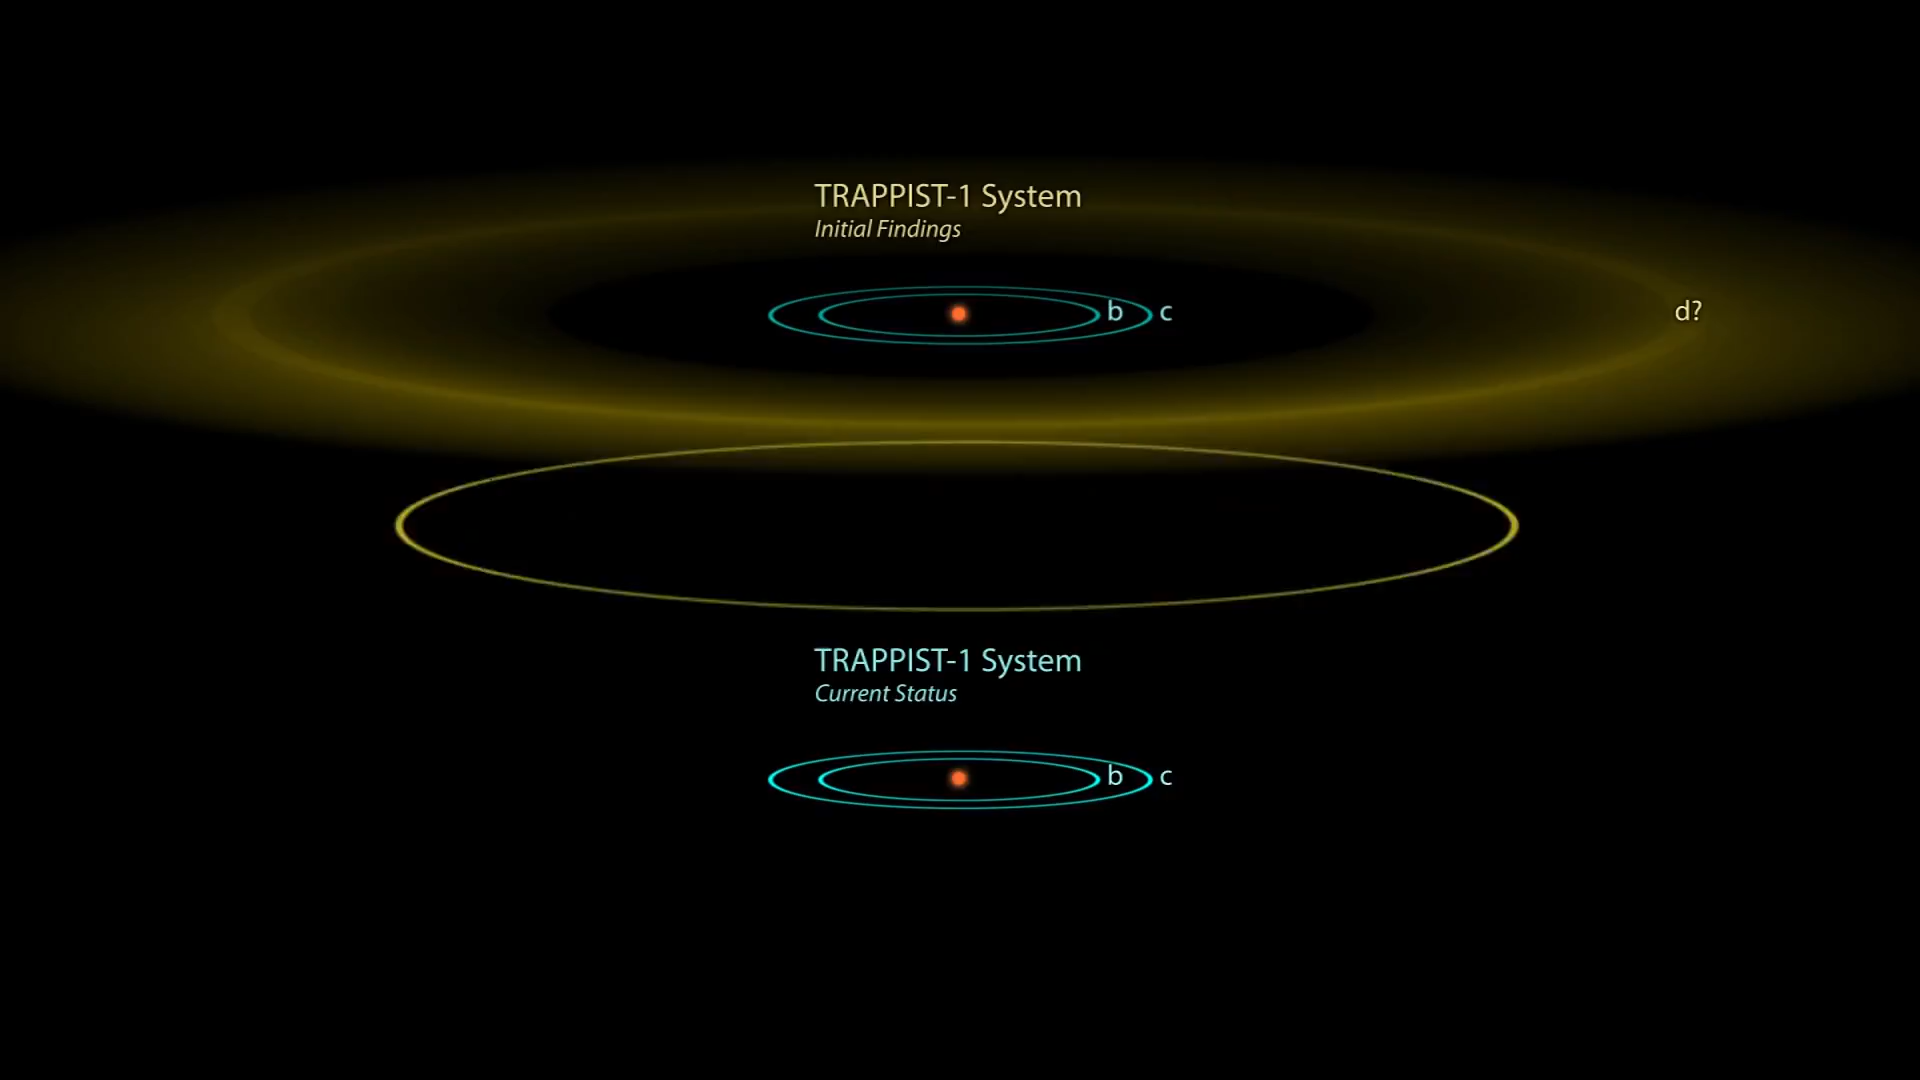 TRAPPIST-1 System
Initial Findings
b c d?
TRAPPIST-1 System
Current Status
b c